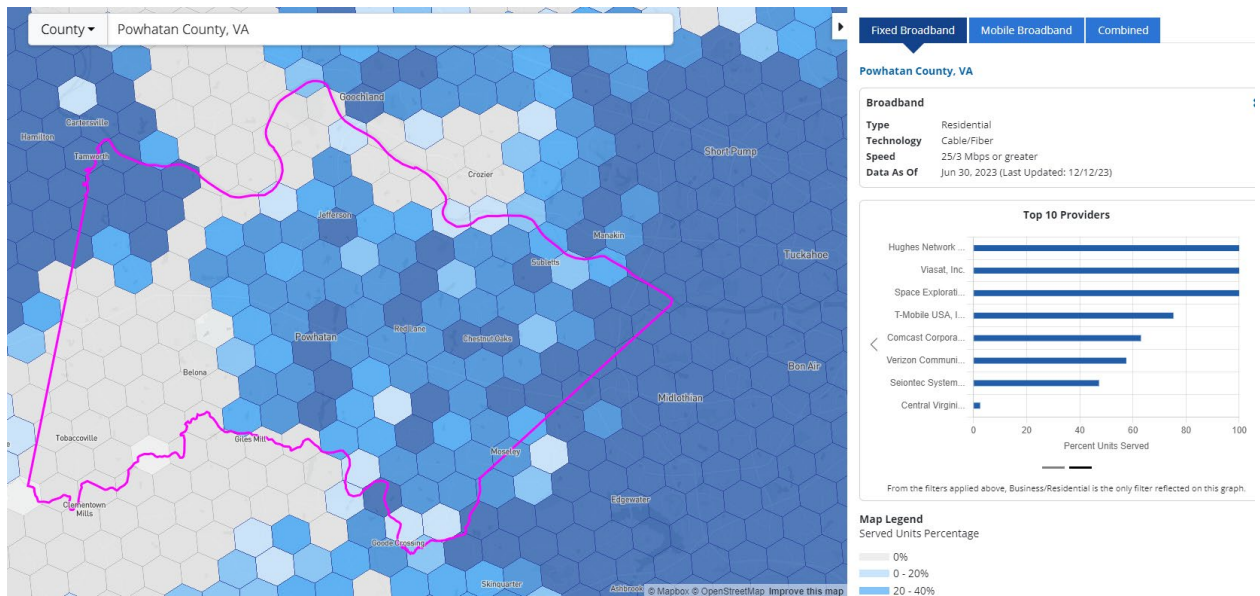 County Powhatan County, VA
Goochland
Cartersville
Hamilton
Tamworth
Short Pump
Crozier
Jefferson
Manakin
Tuckahoe
Sublett
Powhatan
Red Lane
Chestnut Oaks
Bon Air
Belona
Midlothian
Tobaccoville
Giles Mill
Moseley
Edgewater
Clementown
Mills
Goode Crossing
Skinquarter
Ashbrook
© Mapbox © OpenStreetMap Improve this map
Fixed Broadband Mobile Broadband Combined
Powhatan County, VA
Broadband
Type Residential
Technology Cable/Fiber
Speed 25/3 Mbps or greater
Data As Of Jun 30, 2023 (Last Updated: 12/12/23)
Top 10 Providers
Hughes Network ...
Viasat, Inc.
Space Explorati...
T-Mobile USA, I...
Comcast Corpora...
Verizon Communi...
Seiontec System...
Central Virgini...
0 20 40 60 80 100
Percent Units Served
From the filters applied above, Business/Residential is the only filter reflected on this graph.
Map Legend
Served Units Percentage
0%
0 - 20%
20 - 40%